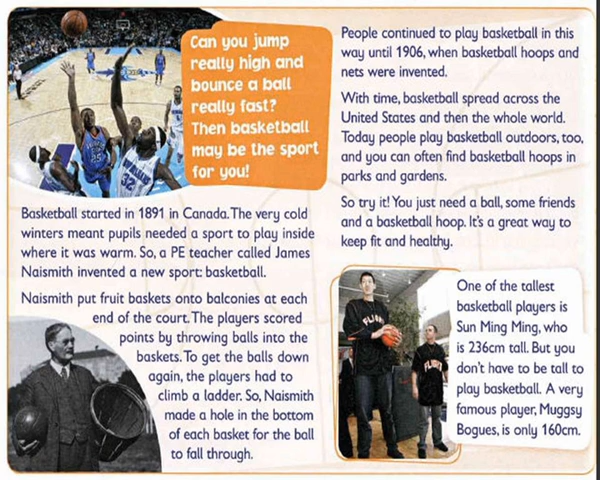 Can you jump
really high and
bounce a ball
really fast?
Then basketball
may be the sport
for you!
Basketball started in 1891 in Canada. The very cold
winters meant pupils needed a sport to play inside
where it was warm. So, a PE teacher called James
Naismith invented a new sport: basketball.
Naismith put fruit baskets onto balconies at each
end of the court. The players scored
points by throwing balls into the
baskets. To get the balls down
again, the players had to
climb a ladder. So, Naismith
made a hole in the bottom
of each basket for the ball
to fall through.
People continued to play basketball in this
way until 1906, when basketball hoops and
nets were invented.
With time, basketball spread across the
United States and then the whole world.
Today people play basketball outdoors, too,
and you can often find basketball hoops in
parks and gardens.
So try it! You just need a ball, some friends
and a basketball hoop. It's a great way to
keep fit and healthy.
FLINT
FLINT
One of the tallest
basketball players is
Sun Ming Ming, who
is 236cm tall. But you
don't have to be tall to
play basketball. A very
famous player, Muggsy
Bogues, is only 160cm.
32
35